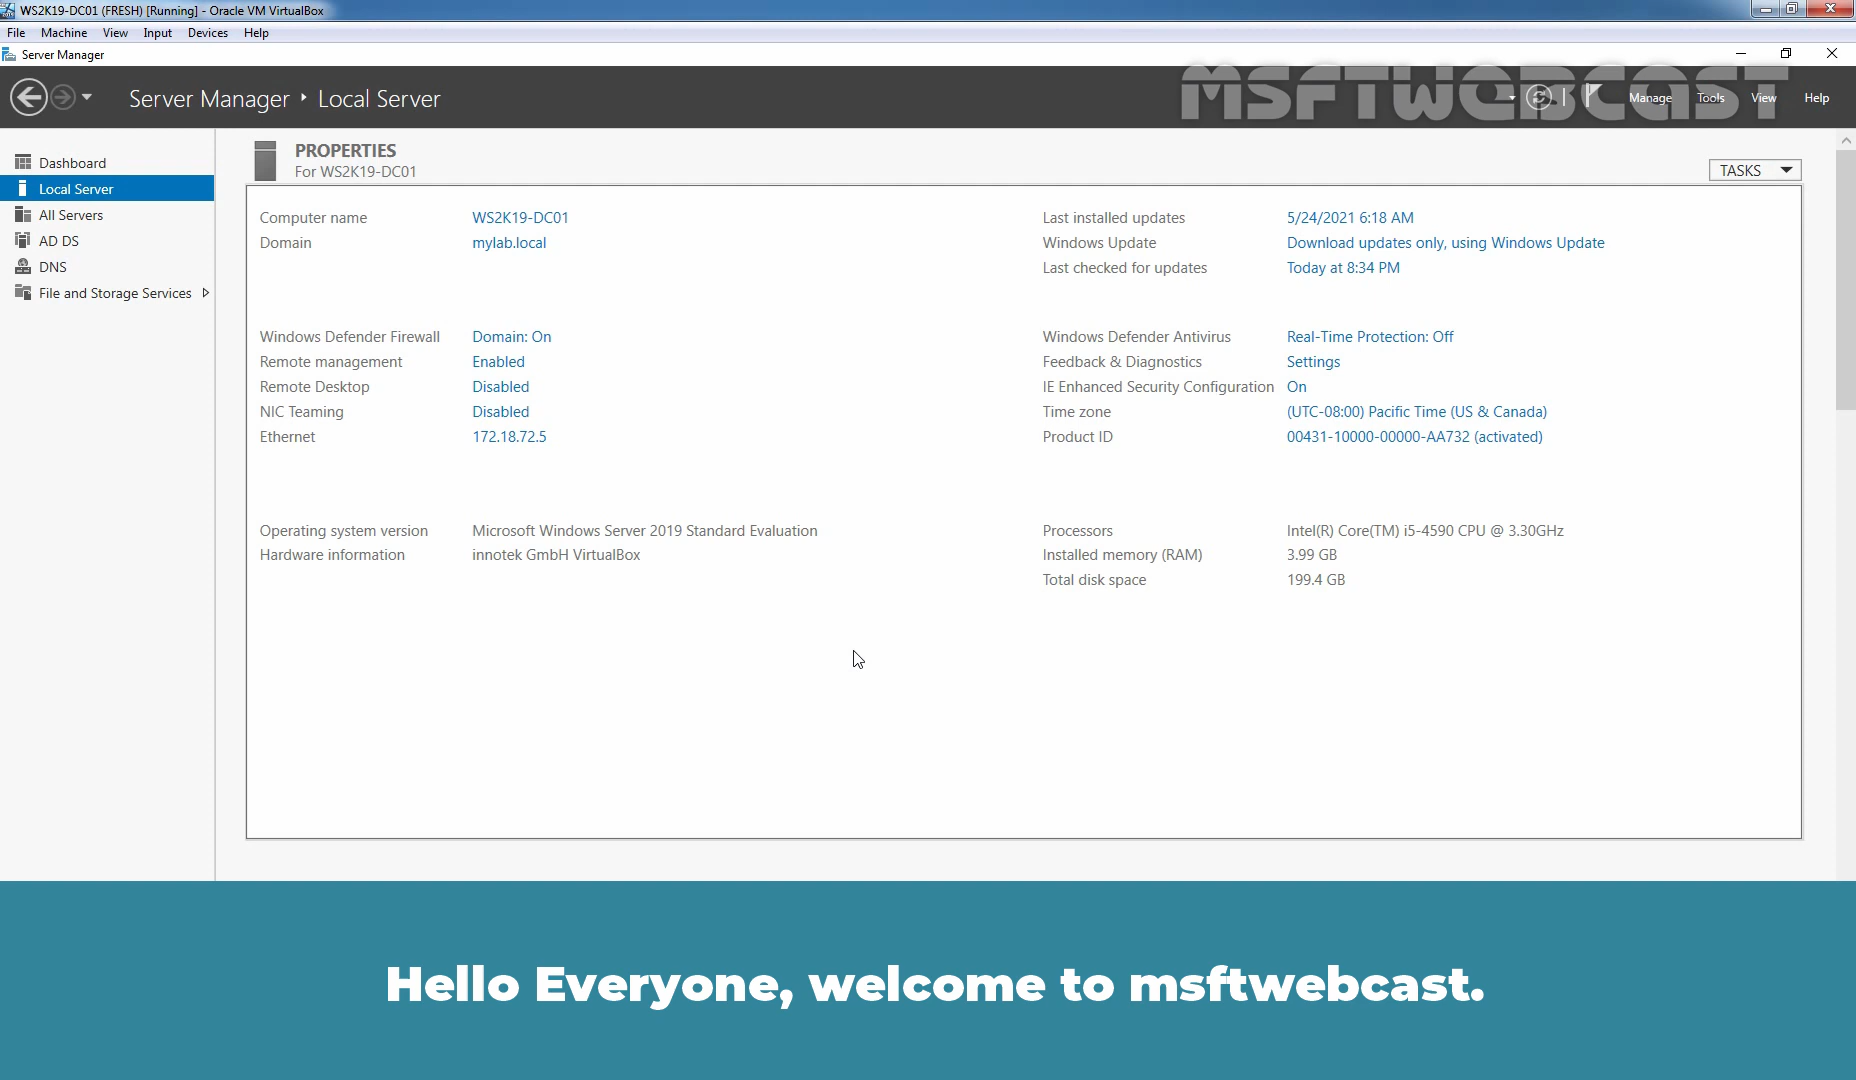 WS2K19-DC01 (FRESH) [Running] - Oracle VM VirtualBox
File Machine View Input Devices Help
Server Manager
Server Manager Local Server
MSFTWEBCAST
Manage Tools View Help
Dashboard
Local Server
All Servers
AD DS
DNS
File and Storage Services
PROPERTIES
For WS2K19-DC01
TASKS
Computer name WS2K19-DC01
Domain mylab.local
Last installed updates 5/24/2021 6:18 AM
Windows Update Download updates only, using Windows Update
Last checked for updates Today at 8:34 PM
Windows Defender Firewall Domain: On
Remote management Enabled
Remote Desktop Disabled
NIC Teaming Disabled
Ethernet 172.18.72.5
Windows Defender Antivirus Real-Time Protection: Off
Feedback & Diagnostics Settings
IE Enhanced Security Configuration On
Time zone (UTC-08:00) Pacific Time (US & Canada)
Product ID 00431-10000-00000-AA732 (activated)
Operating system version Microsoft Windows Server 2019 Standard Evaluation
Hardware information innotek GmbH VirtualBox
Processors Intel(R) Core(TM) i5-4590 CPU @ 3.30GHz
Installed memory (RAM) 3.99 GB
Total disk space 199.4 GB
Hello Everyone, welcome to msftwebcast.